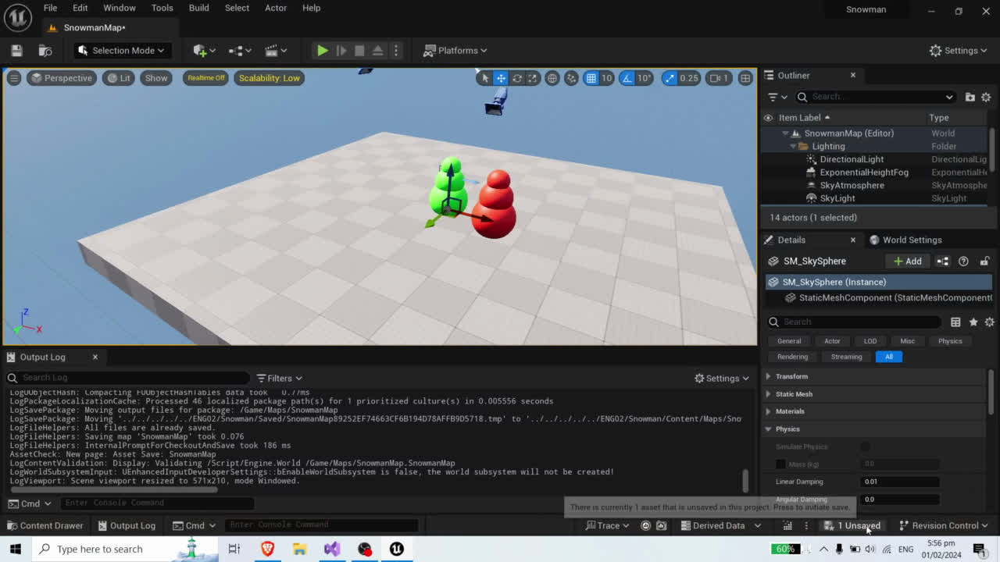 File Edit Window Tools Build Select Actor Help
Snowman
SnowmanMap*
Selection Mode
Platforms
Settings
Perspective
Lit
Show
Realtime Off
Scalability: Low
10
10°
0.25
1
Outliner
Search...
Item Label
Type
SnowmanMap (Editor)
World
Lighting
Folder
DirectionalLight
DirectionalLig
ExponentialHeightFog
ExponentialHe
SkyAtmosphere
SkyAtmosphe
SkyLight
SkyLight
14 actors (1 selected)
Details
World Settings
SM_SkySphere
Add
SM_SkySphere (Instance)
StaticMeshComponent (StaticMeshComponent0
Search
General
Actor
LOD
Misc
Physics
Rendering
Streaming
All
Transform
Static Mesh
Materials
Physics
Simulate Physics
Mass (kg)
0.0
Linear Damping
0.01
Angular Damping
0.0
Z
X
Output Log
Search Log
Filters
Settings
LogUObjectHash: Compacting FUObjectHashTables data took 0.77ms
LogPackageLocalizationCache: Processed 46 localized package path(s) for 1 prioritized culture(s) in 0.005556 seconds
LogSavePackage: Moving output files for package: /Game/Maps/SnowmanMap
LogSavePackage: Moving '../../../../../ENG02/Snowman/Saved/SnowmanMap89252EF74663CF6B194D78AFFB9D5718.tmp' to '../../../../../ENG02/Snowman/Content/Maps/Sno
LogFileHelpers: All files are already saved.
LogFileHelpers: Saving map 'SnowmanMap' took 0.076
LogFileHelpers: InternalPromptForCheckoutAndSave took 186 ms
AssetCheck: New page: Asset Save: SnowmanMap
LogContentValidation: Display: Validating /Script/Engine.World /Game/Maps/SnowmanMap.SnowmanMap
LogWorldSubsystemInput: UEnhancedInputDeveloperSettings::bEnableWorldSubsystem is false, the world subsystem will not be created!
LogViewport: Scene viewport resized to 571x210, mode Windowed.
Cmd
Enter Console Command
There is currently 1 asset that is unsaved in this project. Press to initiate save.
Content Drawer
Output Log
Cmd
Enter Console Command
Trace
Derived Data
1 Unsaved
Revision Control
Type here to search
60%
ENG
5:56 pm
01/02/2024
1